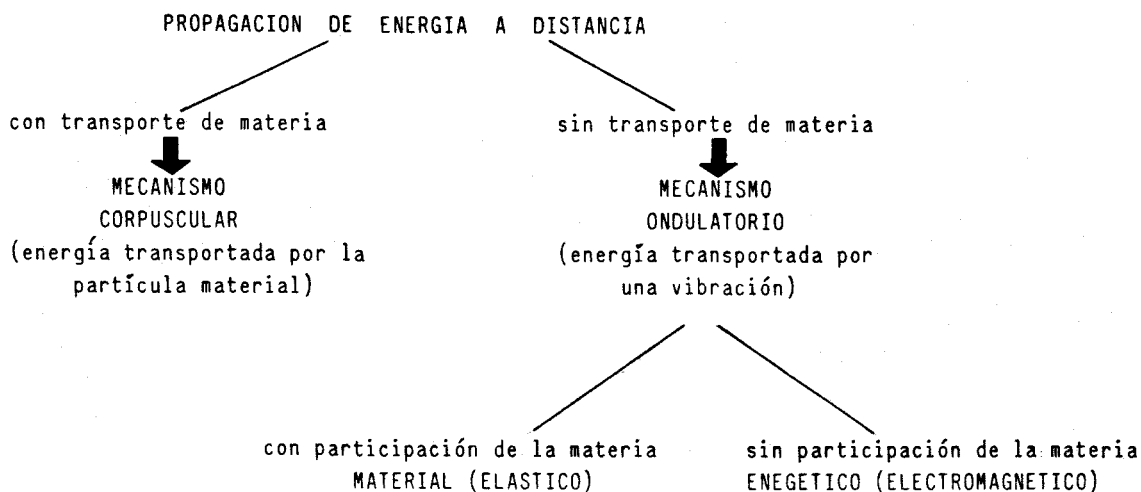 PROPAGACION DE ENERGIA A DISTANCIA
con transporte de materia
MECANISMO
CORPUSCULAR
(energía transportada por la
partícula material)
sin transporte de materia
MECANISMO
ONDULATORIO
(energía transportada por
una vibración)
con participación de la materia
MATERIAL (ELASTICO)
sin participación de la materia
ENEGETICO (ELECTROMAGNETICO)